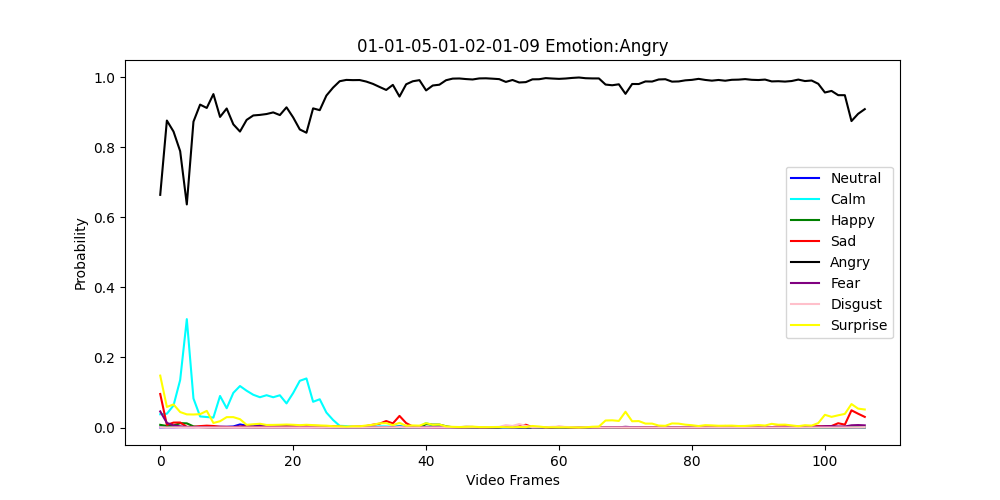 01-01-05-01-02-01-09 Emotion:Angry
Probability
1.0
0.8
0.6
0.4
0.2
0.0
0
20
40
60
80
100
Video Frames
Neutral
Calm
Happy
Sad
Angry
Fear
Disgust
Surprise